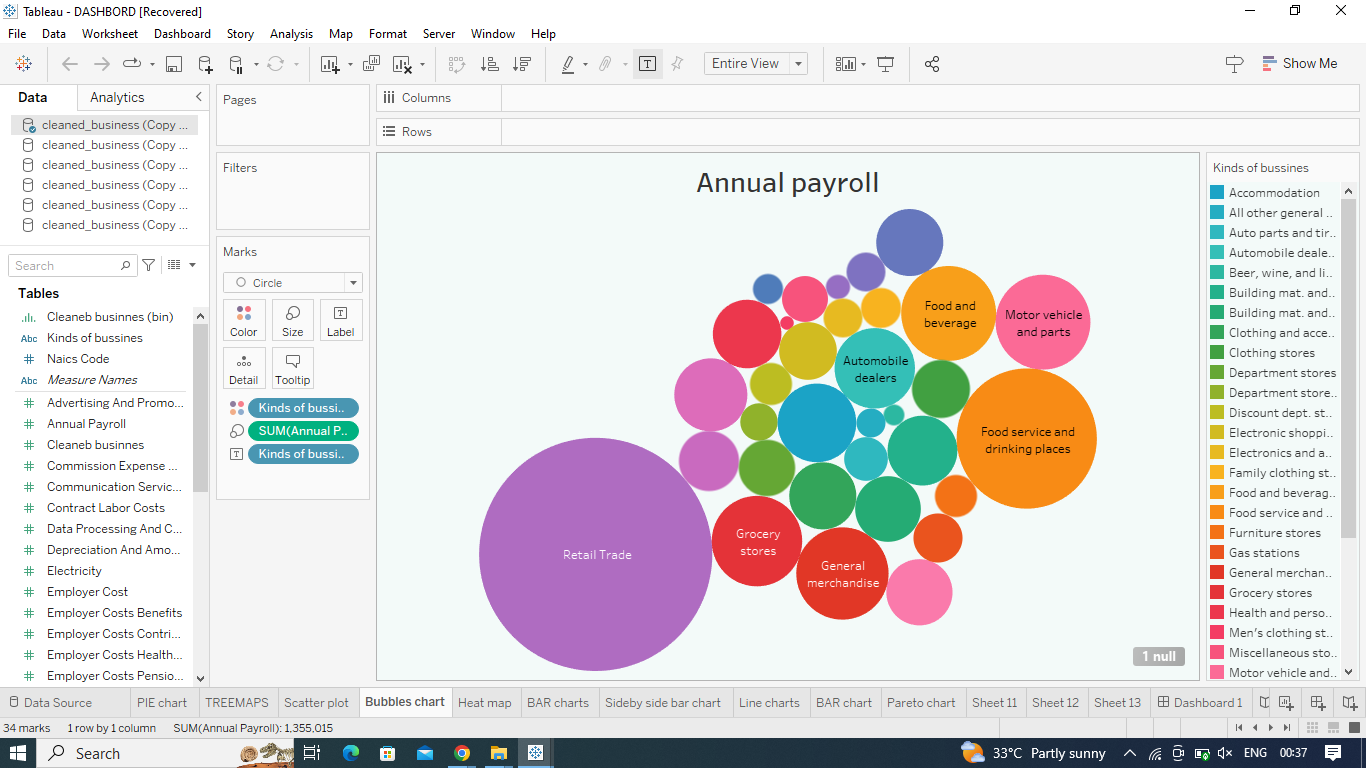 Tableau - DASHBORD [Recovered]
File Data Worksheet Dashboard Story Analysis Map Format Server Window Help
Entire View
Show Me
Data Analytics
cleaned_business (Copy ...
cleaned_business (Copy ...
cleaned_business (Copy ...
cleaned_business (Copy ...
cleaned_business (Copy ...
cleaned_business (Copy ...
Search
Tables
Cleaneb businnes (bin)
Abc Kinds of bussines
Naics Code
Abc Measure Names
Advertising And Promo...
Annual Payroll
Cleaneb businnes
Commission Expense ...
Communication Servic...
Contract Labor Costs
Data Processing And C...
Depreciation And Amo...
Electricity
Employer Cost
Employer Costs Benefits
Employer Costs Contri...
Employer Costs Health...
Employer Costs Pensio...
Pages
Filters
Marks
Circle
Color Size Label
Detail Tooltip
Kinds of bussi..
SUM(Annual P..
Kinds of bussi..
Columns
Rows
Annual payroll
Food and
beverage
Motor vehicle
and parts
Automobile
dealers
Food service and
drinking places
Retail Trade
Grocery
stores
General
merchandise
1 null
Kinds of bussines
Accommodation
All other general ..
Auto parts and tir..
Automobile deale..
Beer, wine, and li..
Building mat. and..
Building mat. and..
Clothing and acce..
Clothing stores
Department stores
Department store..
Discount dept. st..
Electronic shoppi..
Electronics and a..
Family clothing st..
Food and beverag..
Food service and ..
Furniture stores
Gas stations
General merchan..
Grocery stores
Health and perso..
Men's clothing st..
Miscellaneous sto..
Motor vehicle and..
Data Source PIE chart TREEMAPS Scatter plot Bubbles chart Heat map BAR charts Sideby side bar chart Line charts BAR chart Pareto chart Sheet 11 Sheet 12 Sheet 13 Dashboard 1
34 marks 1 row by 1 column SUM(Annual Payroll): 1,355,015
Search
33°C Partly sunny ENG 00:37